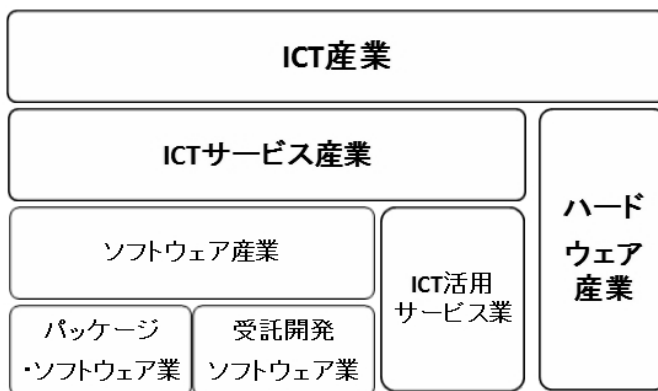 ICT産業
ICTサービス産業
ハード
ウェア
産業
ソフトウェア産業
ICT活用
サービス業
パッケージ
・ソフトウェア業
受託開発
ソフトウェア業